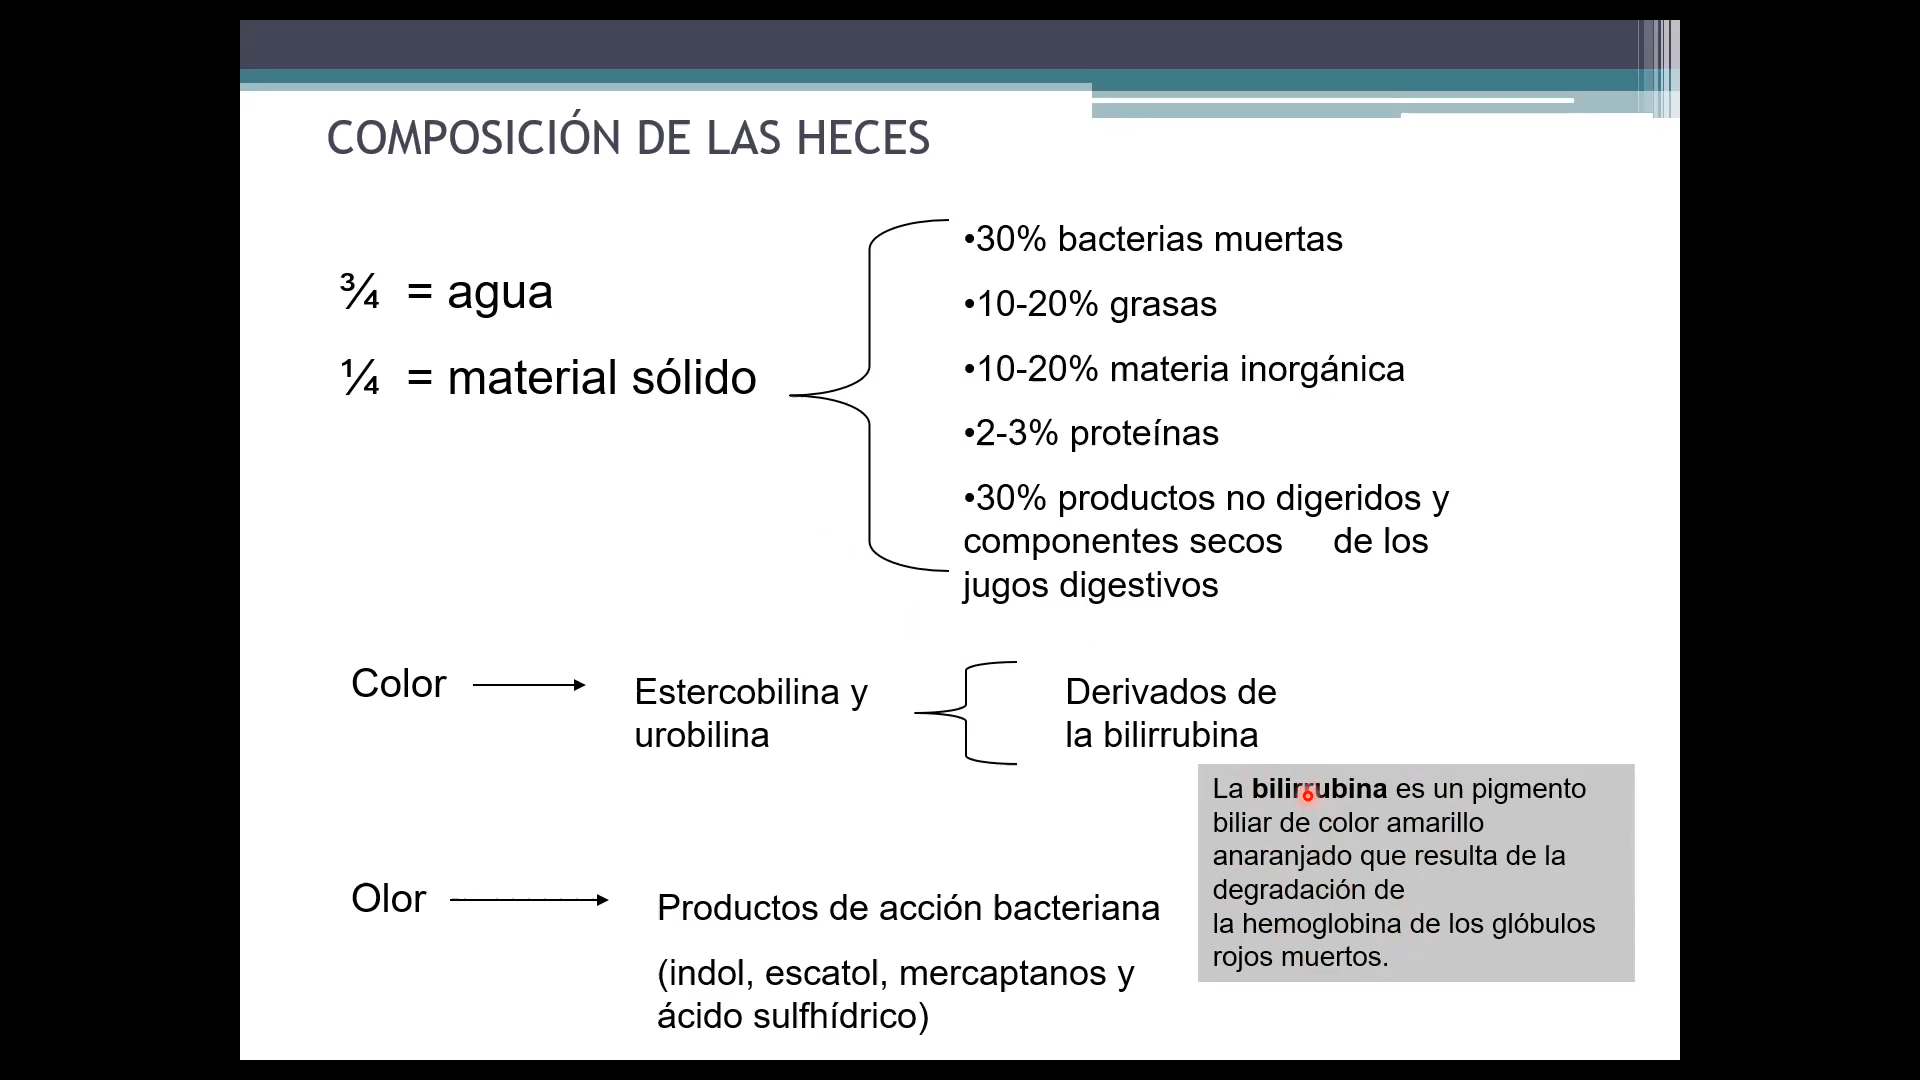 COMPOSICIÓN DE LAS HECES
¾ = agua
¼ = material sólido
•30% bacterias muertas
•10-20% grasas
•10-20% materia inorgánica
•2-3% proteínas
•30% productos no digeridos y
componentes secos de los
jugos digestivos
Color
Estercobilina y
urobilina
Derivados de
la bilirrubina
La bilirrubina es un pigmento
biliar de color amarillo
anaranjado que resulta de la
degradación de
la hemoglobina de los glóbulos
rojos muertos.
Olor
Productos de acción bacteriana
(indol, escatol, mercaptanos y
ácido sulfhídrico)